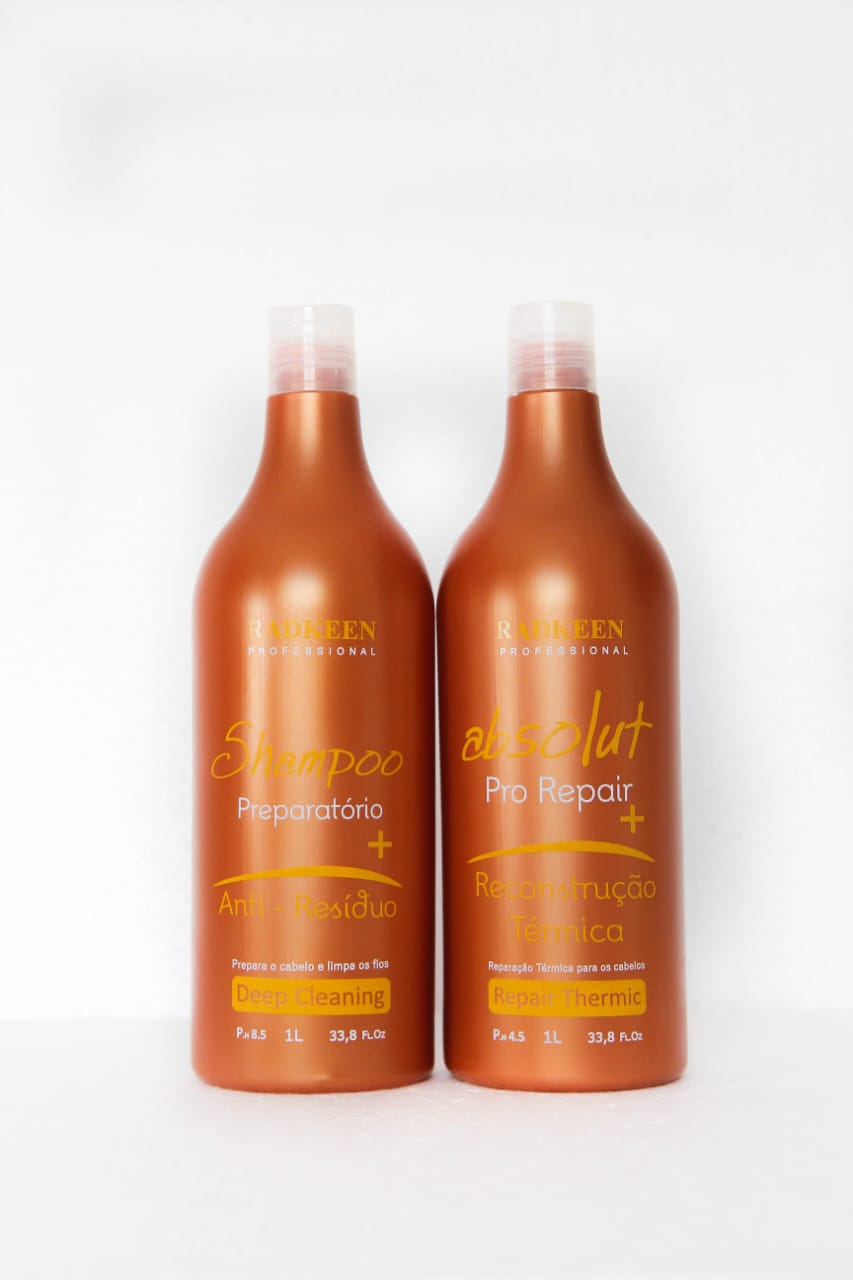 RADKEEN
PROFESSIONAL
Shampoo
Preparatório
+
Anti - Resíduo
Prepara o cabelo e limpa os fios
Deep Cleaning
P.H 8.5 1L 33,8 FL.OZ
RADKEEN
PROFESSIONAL
absolut
Pro Repair
+
Reconstrução
Térmica
Reparação Térmica para os cabelos
Repair Thermic
P.H 4.5 1L 33,8 FL.OZ